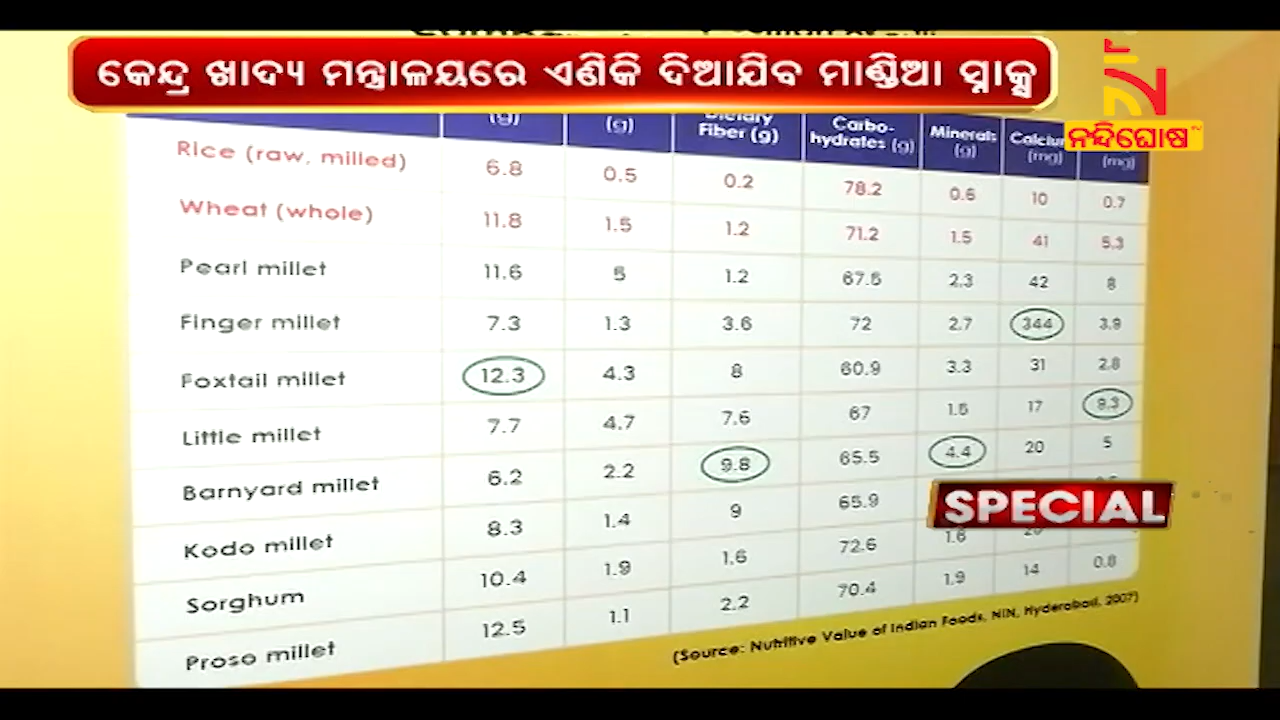 କେନ୍ଦ୍ର ଖାଦ୍ୟ ମନ୍ତ୍ରାଳୟରେ ଏଣିକି ଦିଆଯିବ ମାଣ୍ଡିଆ ସ୍ନାକ୍ସ
ନନ୍ଦିଘୋଷ TV
(g) (g) Dietary Fiber (g) Carbo-hydrates (g) Minerals (g) Calcium (mg) (mg)
Rice (raw, milled) 6.8 0.5 0.2 78.2 0.6 10 0.7
Wheat (whole) 11.8 1.5 1.2 71.2 1.5 41 5.3
Pearl millet 11.6 5 1.2 67.5 2.3 42 8
Finger millet 7.3 1.3 3.6 72 2.7 344 3.9
Foxtail millet 12.3 4.3 8 60.9 3.3 31 2.8
Little millet 7.7 4.7 7.6 67 1.5 17 9.3
Barnyard millet 6.2 2.2 9.8 65.5 4.4 20 5
Kodo millet 8.3 1.4 9 65.9
Sorghum 10.4 1.9 1.6 72.6 1.6
Proso millet 12.5 1.1 2.2 70.4 1.9 14 0.8
SPECIAL
(Source: Nutritive Value of Indian Foods, NIN, Hyderabad, 2007)